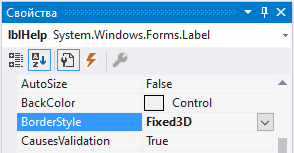 Свойства
lblHelp System.Windows.Forms.Label
AutoSize False
BackColor Control
BorderStyle Fixed3D
CausesValidation True